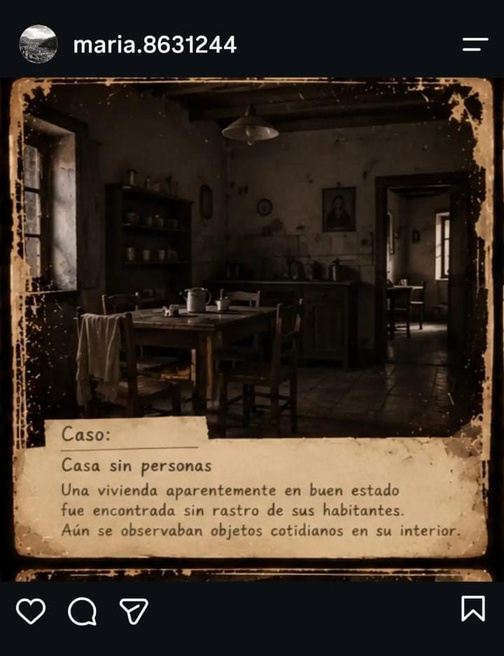 maria.8631244
Caso:
Casa sin personas
Una vivienda aparentemente en buen estado
fue encontrada sin rastro de sus habitantes.
Aún se observaban objetos cotidianos en su interior.